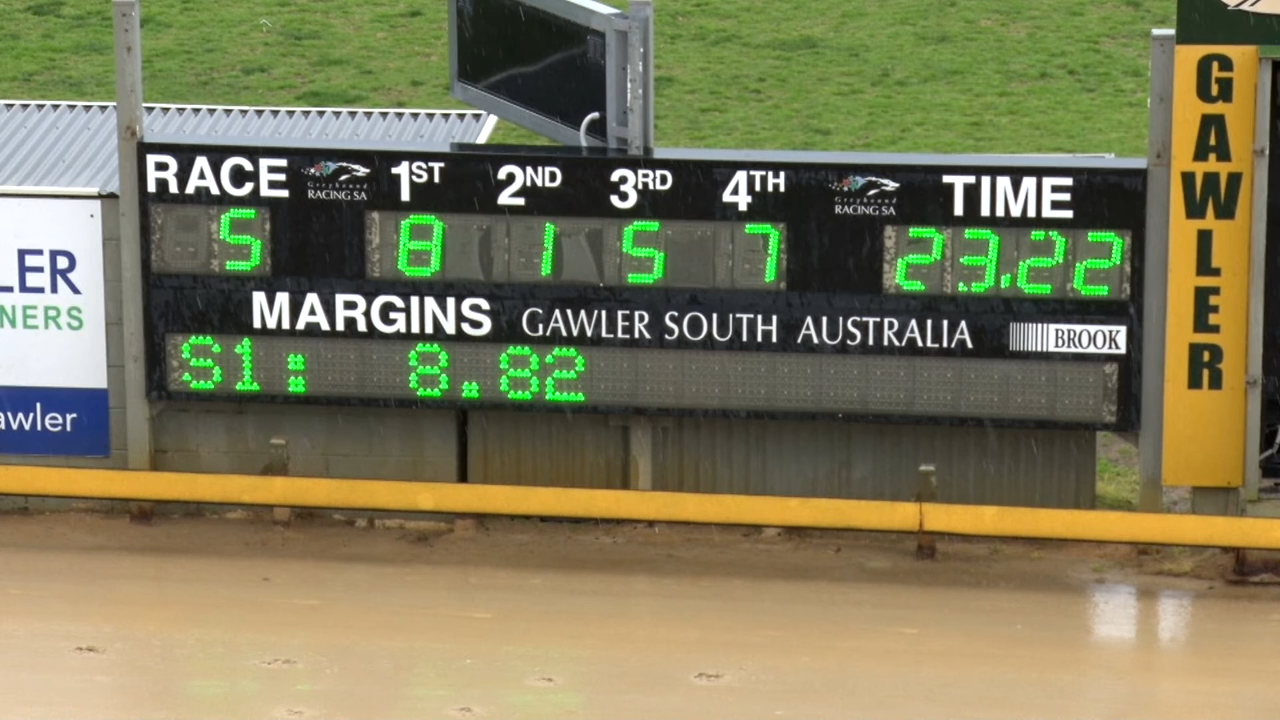 RACE
Greyhound
RACING SA
1ST 2ND 3RD 4TH
Greyhound
RACING SA
TIME
5 8 1 5 7 23.22
MARGINS GAWLER SOUTH AUSTRALIA BROOK
S1: 8.82
LER
NERS
awler
GAWLER